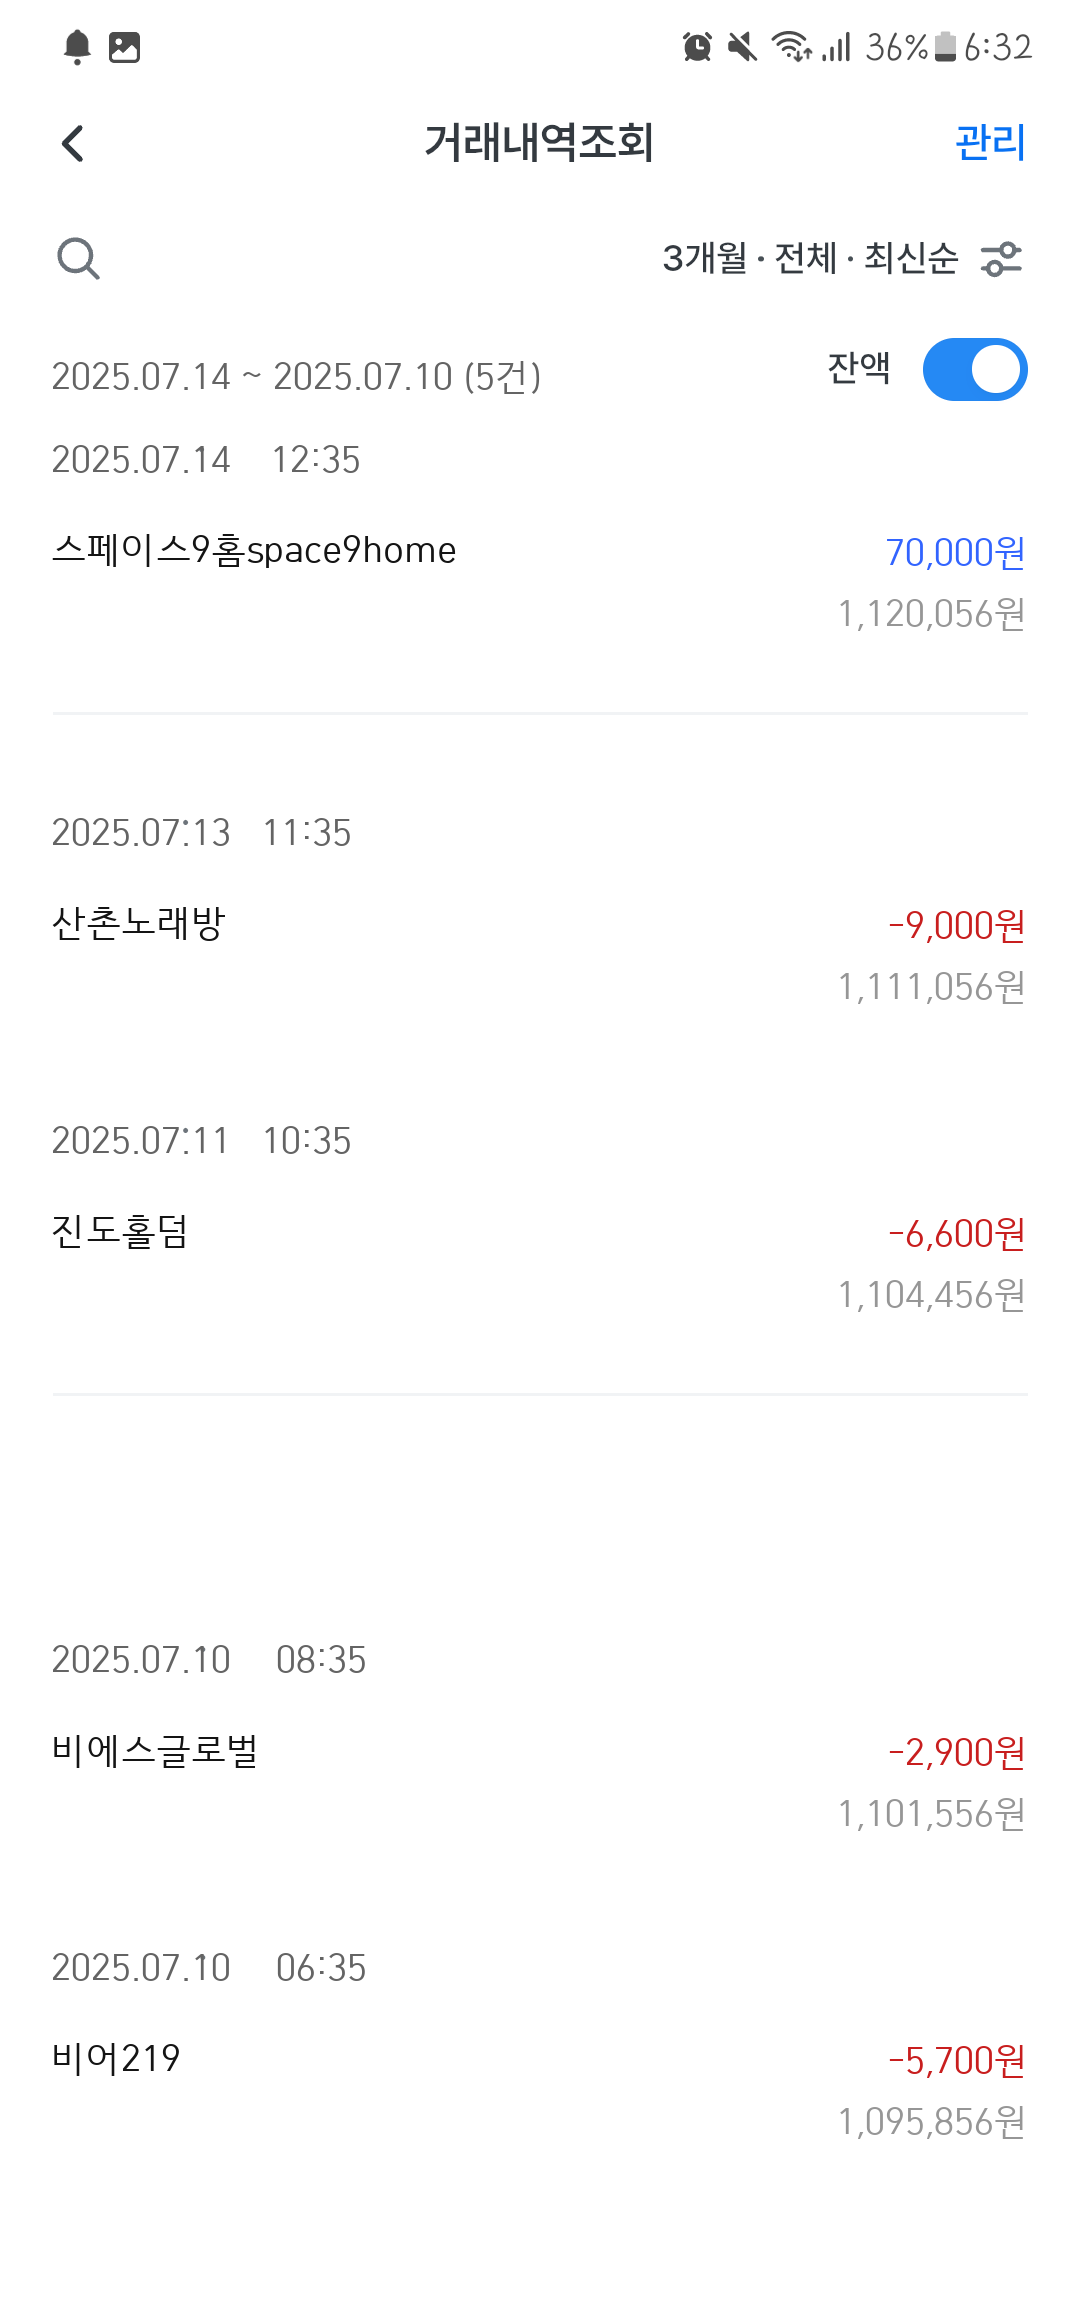 36% 6:32
거래내역조회 관리
3개월 · 전체 · 최신순
2025.07.14 ~ 2025.07.10 (5건) 잔액
2025.07.14 12:35
스페이스9홈space9home 70,000원
1,120,056원
2025.07.13 11:35
산촌노래방 -9,000원
1,111,056원
2025.07.11 10:35
진도홀덤 -6,600원
1,104,456원
2025.07.10 08:35
비에스글로벌 -2,900원
1,101,556원
2025.07.10 06:35
비어219 -5,700원
1,095,856원